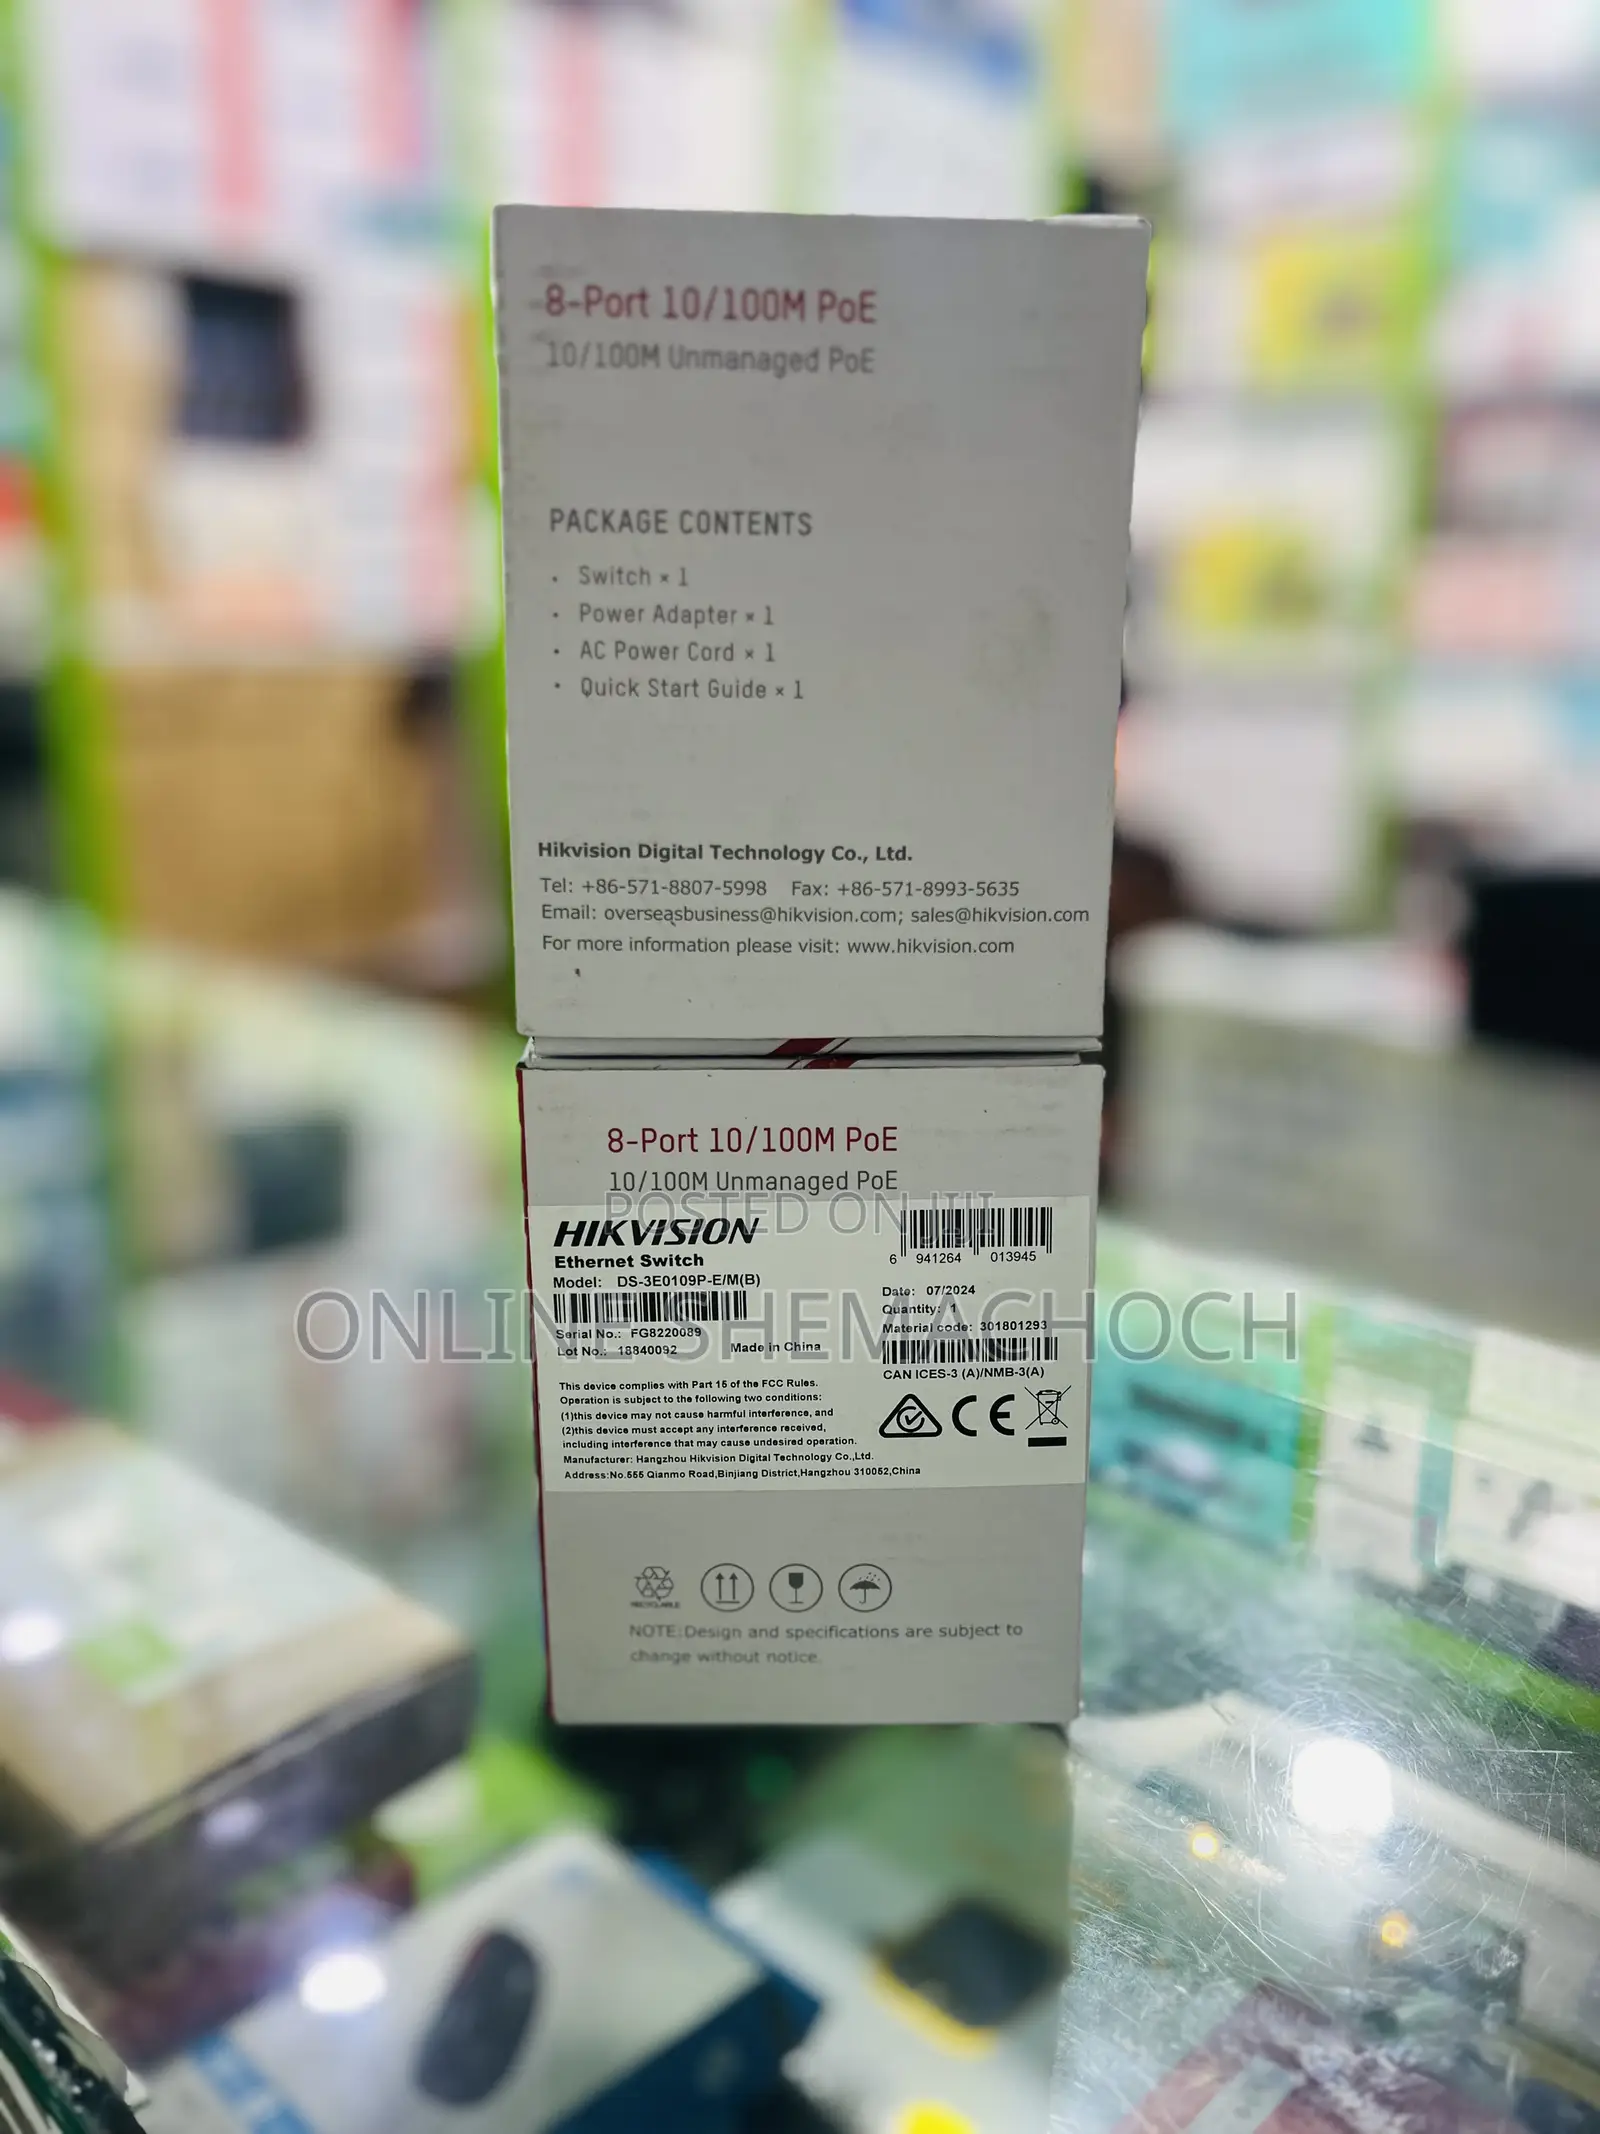 8-Port 10/100M PoE
10/100M Unmanaged PoE
PACKAGE CONTENTS
• Switch × 1
• Power Adapter × 1
• AC Power Cord × 1
• Quick Start Guide × 1
Hikvision Digital Technology Co., Ltd.
Tel: +86-571-8807-5998 Fax: +86-571-8993-5635
Email: overseasbusiness@hikvision.com; sales@hikvision.com
For more information please visit: www.hikvision.com
8-Port 10/100M PoE
10/100M Unmanaged PoE
POSTED ON JIJI
HIKVISION
Ethernet Switch
6 941264 013945
Model: DS-3E0109P-E/M(B)
Date: 07/2024
Quantity: 1
ONLINE SHEMACHOCH
Material code: 301801293
Serial No.: FG8220089
Lot No.: 18840092 Made in China
CAN ICES-3 (A)/NMB-3(A)
This device complies with Part 15 of the FCC Rules.
Operation is subject to the following two conditions:
(1)this device may not cause harmful interference, and
(2)this device must accept any interference received,
including interference that may cause undesired operation.
Manufacturer: Hangzhou Hikvision Digital Technology Co.,Ltd.
Address:No.555 Qianmo Road,Binjiang District,Hangzhou 310052,China
CE
RECYCLABLE
NOTE:Design and specifications are subject to
change without notice.